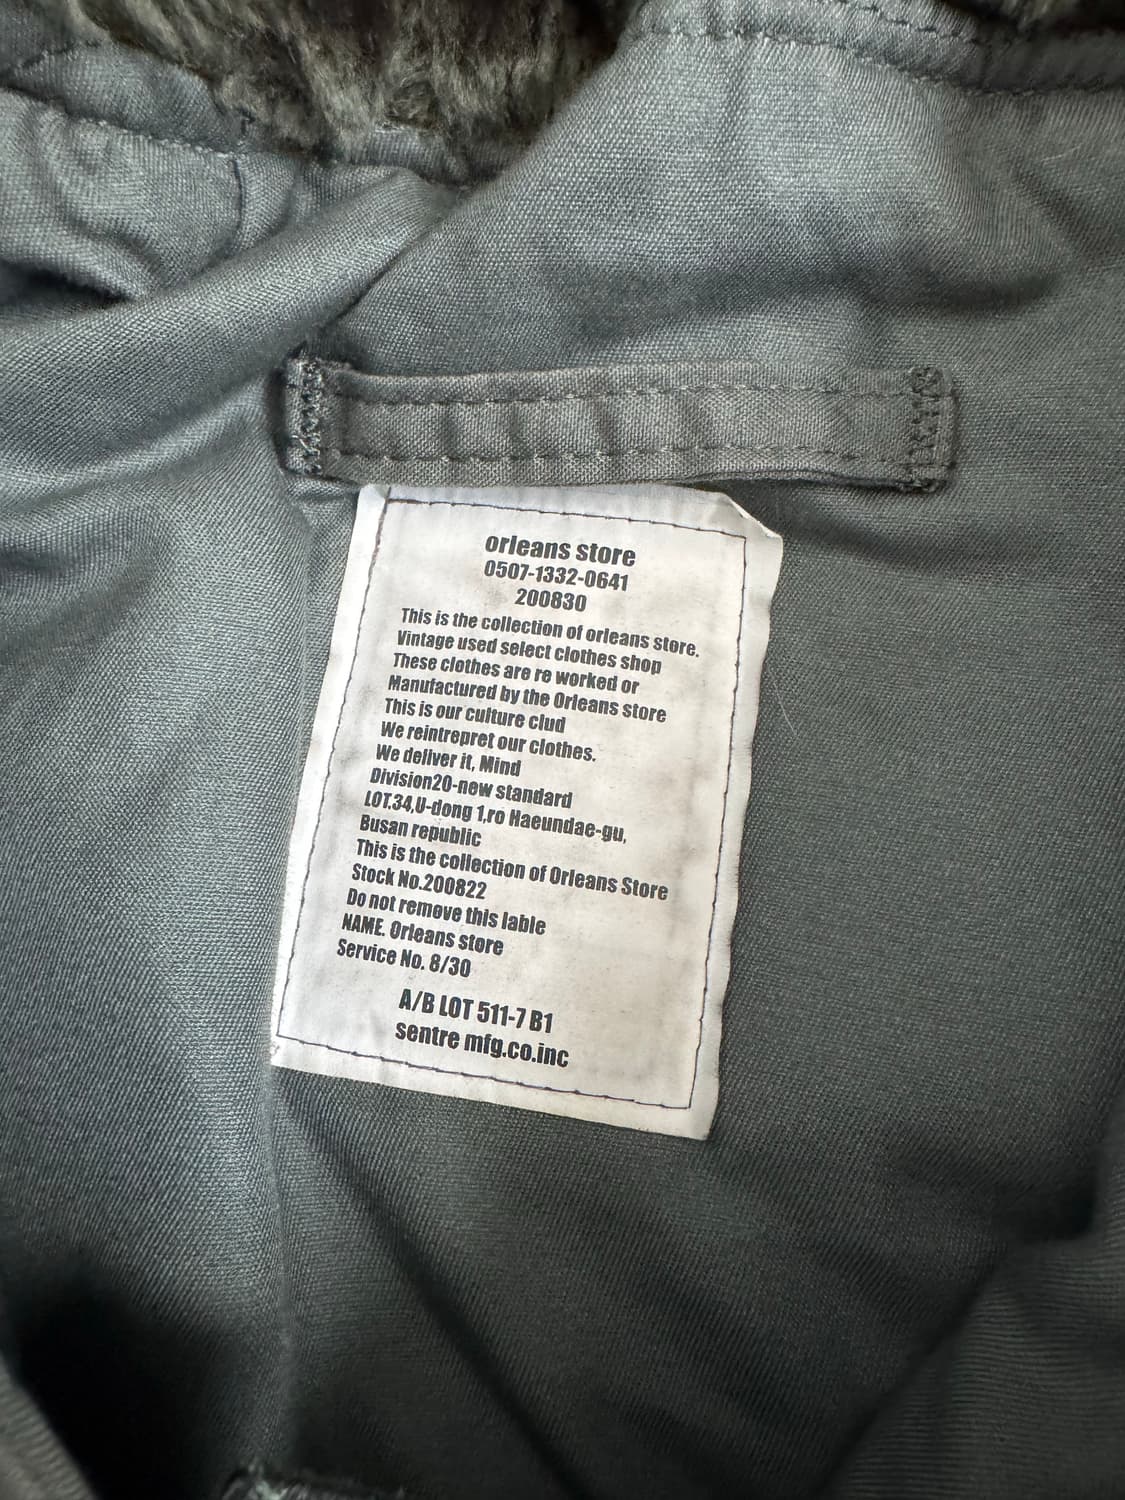 orleans store
0507-1332-0641
200830
This is the collection of orleans store.
Vintage used select clothes shop
These clothes are re worked or
Manufactured by the Orleans store
This is our culture clud
We reintrepret our clothes.
We deliver it, Mind
Division20-new standard
LOT.34,U-dong 1,ro Haeundae-gu,
Busan republic
This is the collection of Orleans Store
Stock No.200822
Do not remove this lable
NAME. Orleans store
Service No. 8/30
A/B LOT 511-7 B1
sentre mfg.co.inc